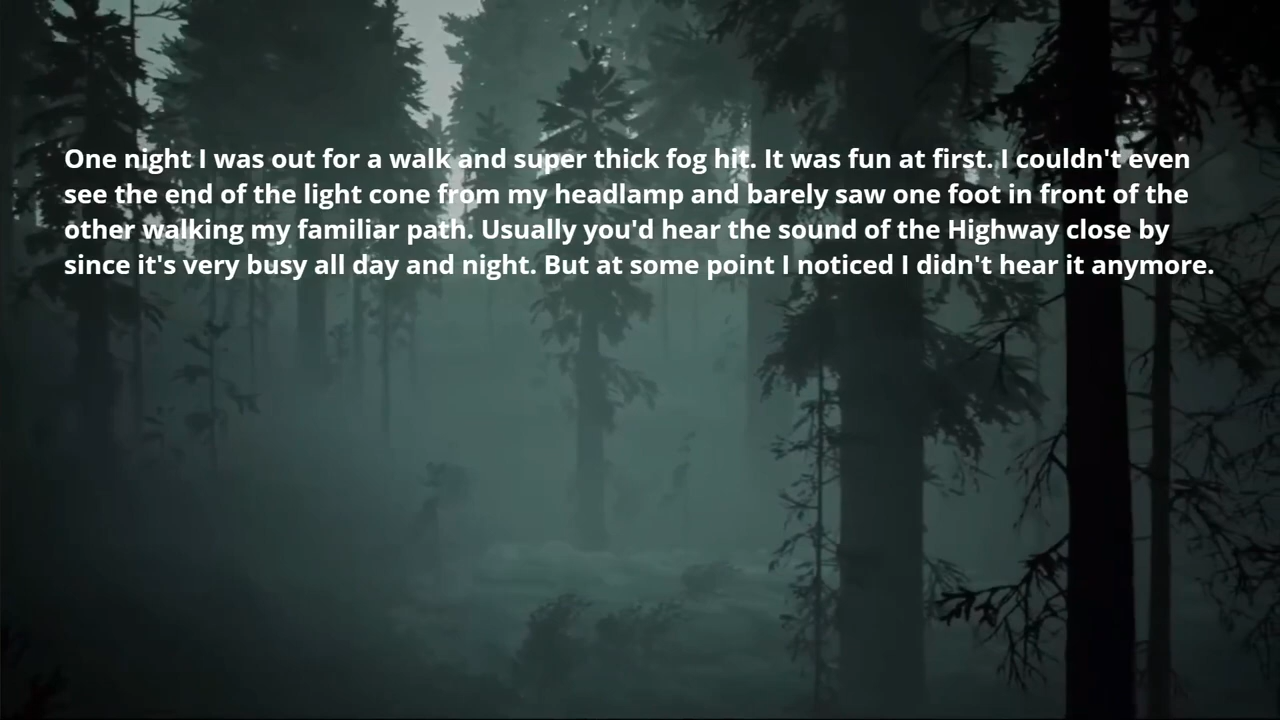 One night I was out for a walk and super thick fog hit. It was fun at first. I couldn't even
see the end of the light cone from my headlamp and barely saw one foot in front of the
other walking my familiar path. Usually you'd hear the sound of the Highway close by
since it's very busy all day and night. But at some point I noticed I didn't hear it anymore.